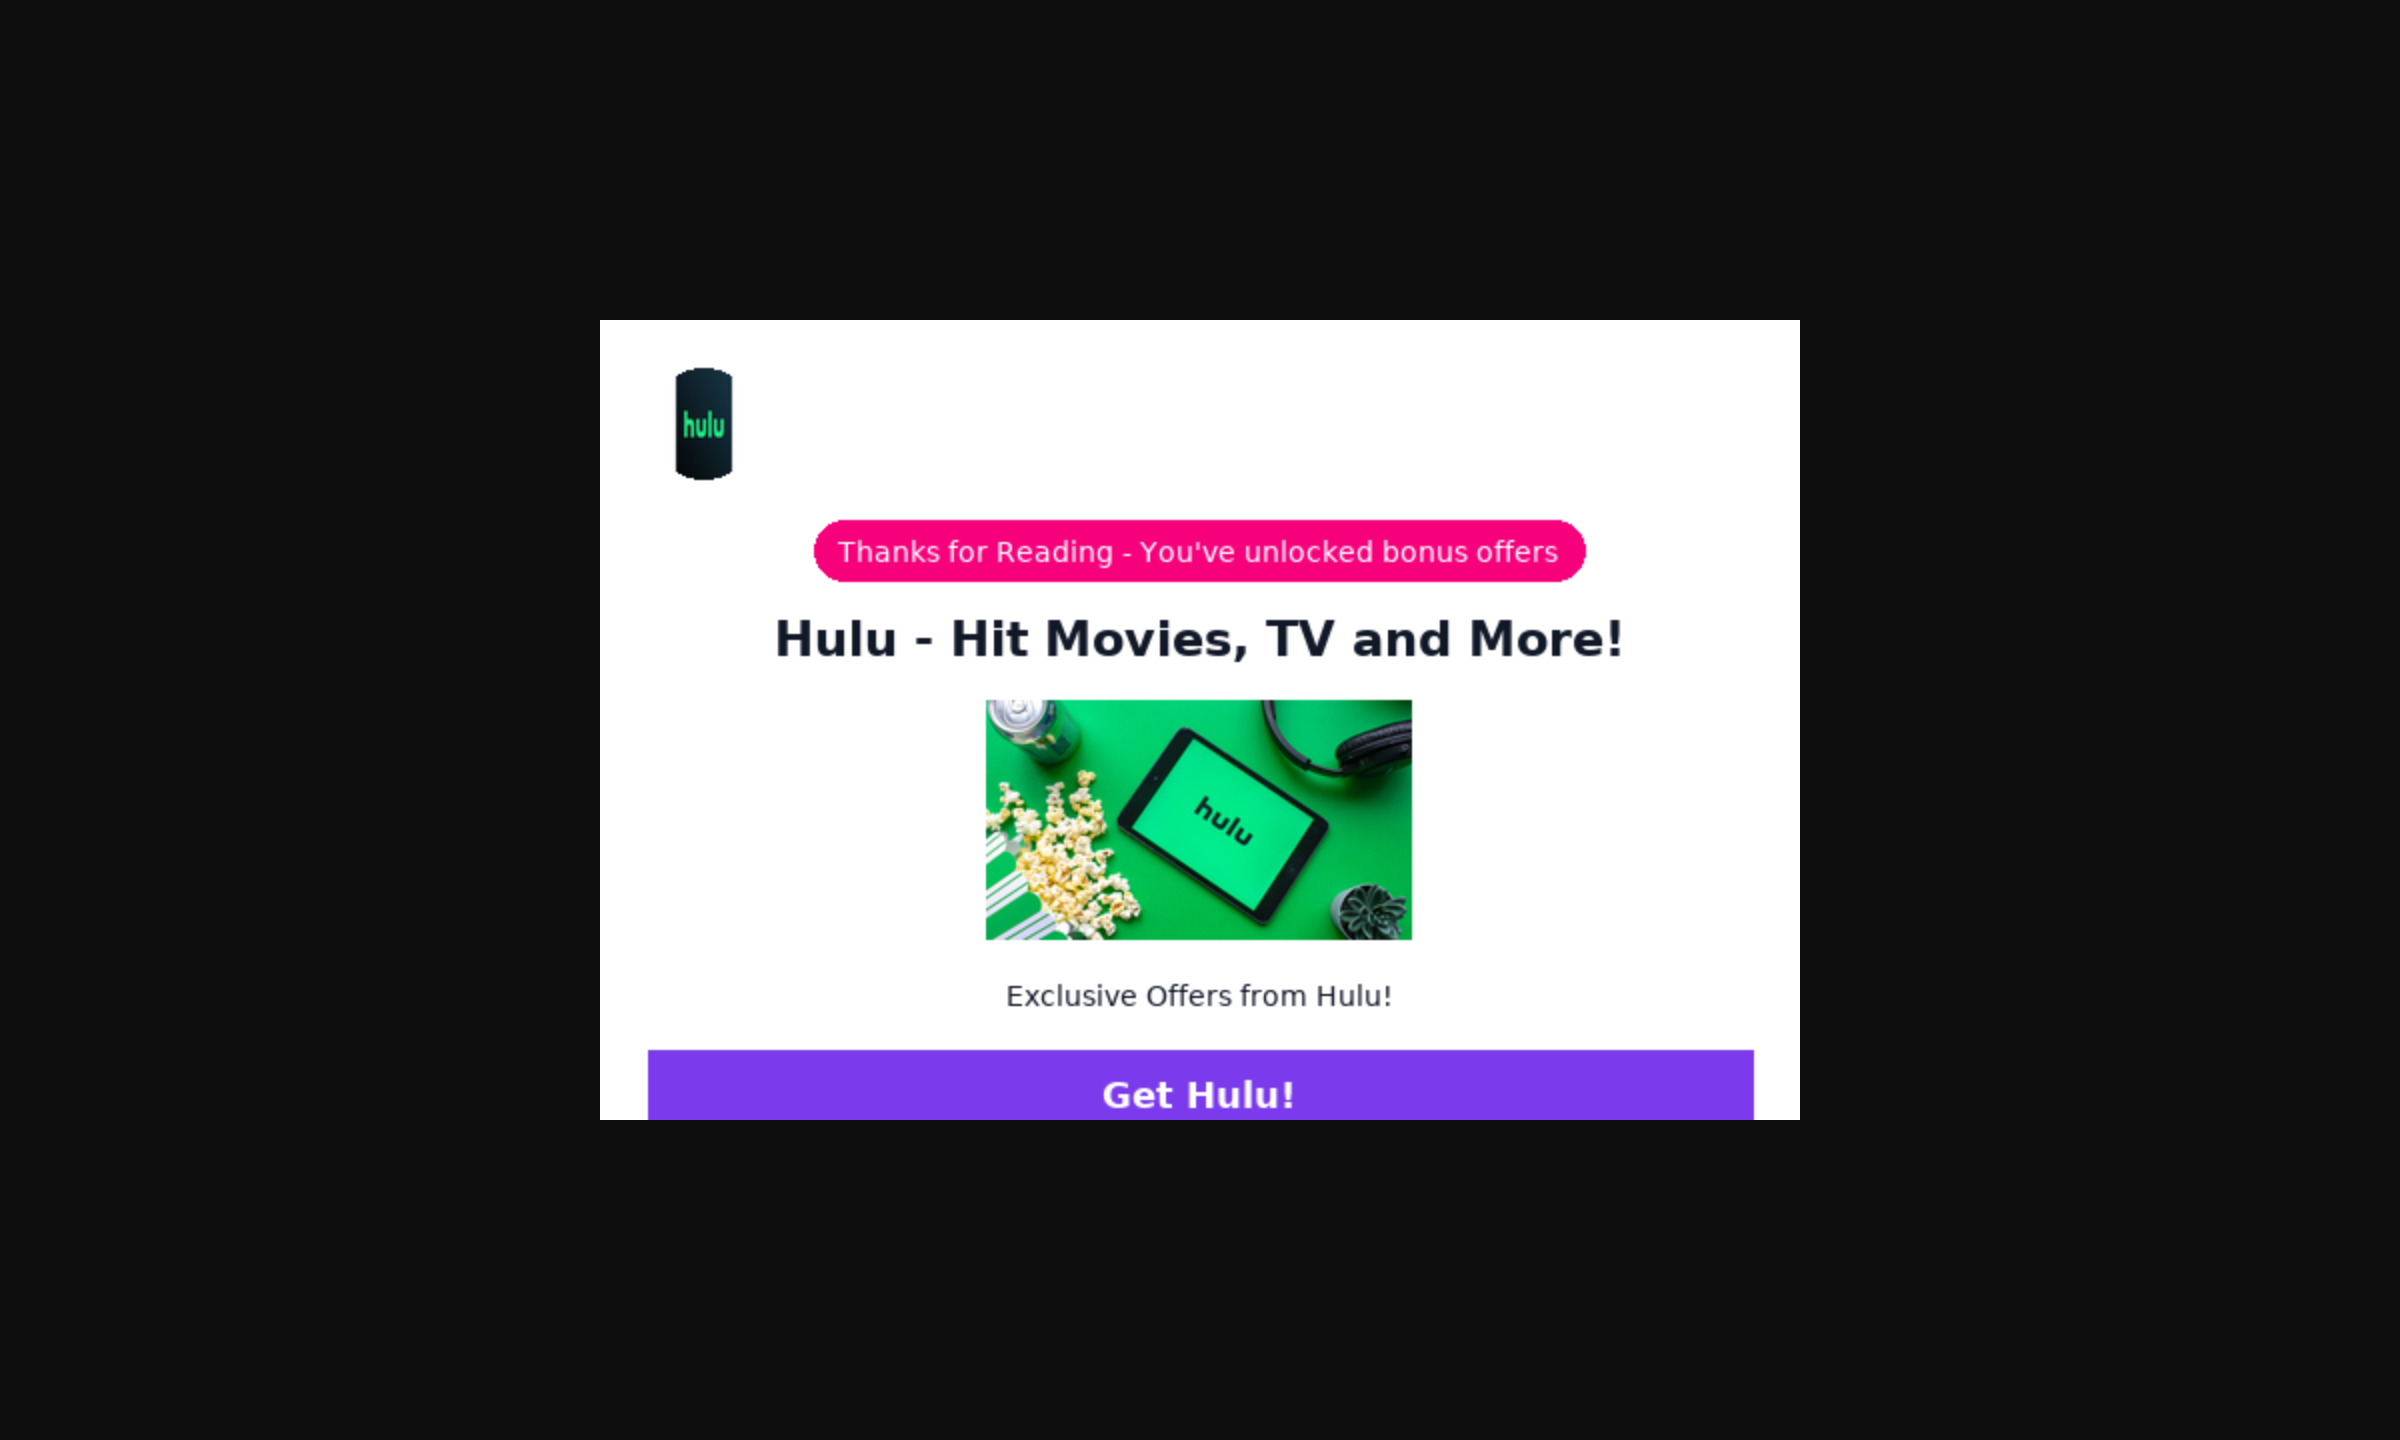 hulu
Thanks for Reading - You've unlocked bonus offers
Hulu - Hit Movies, TV and More!
hulu
Exclusive Offers from Hulu!
Get Hulu!